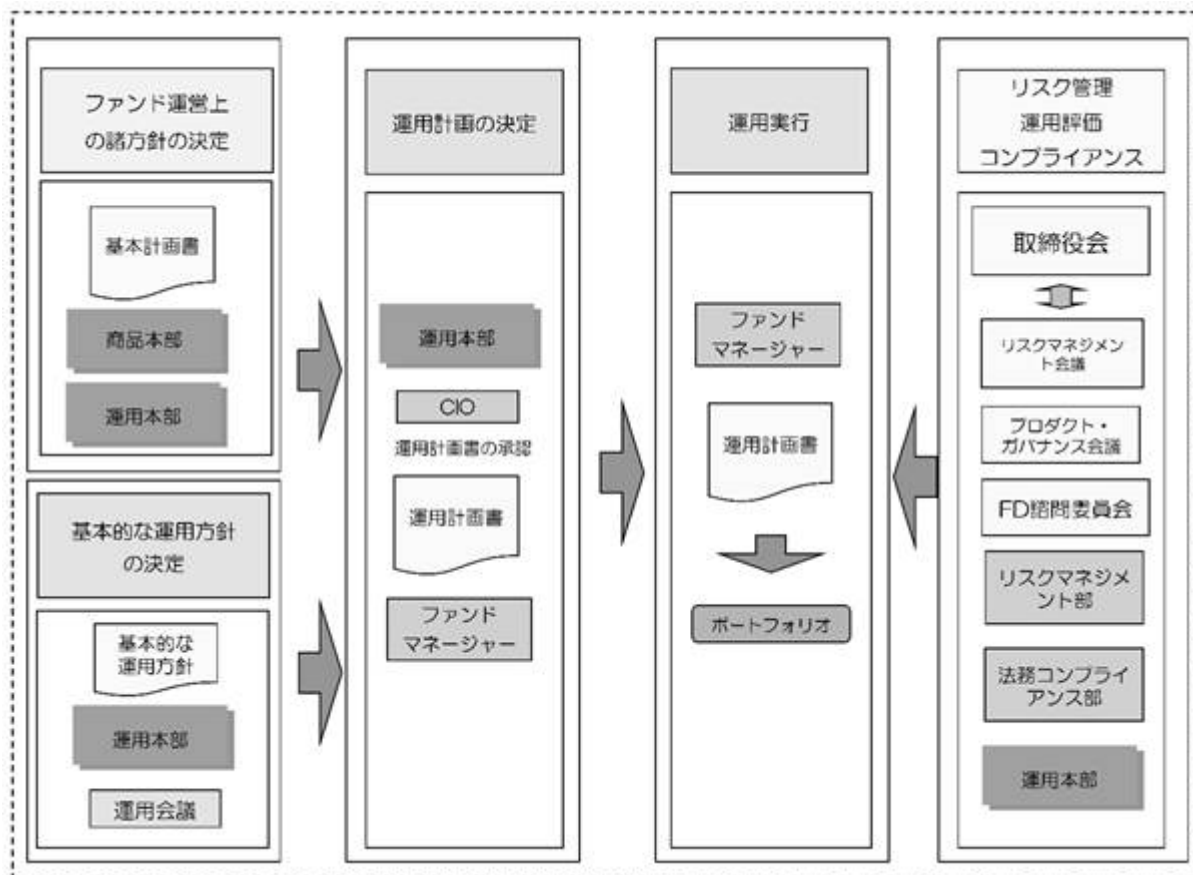 ファンド運営上
の諸方針の決定
基本計画書
商品本部
運用本部
基本的な運用方針
の決定
基本的な
運用方針
運用本部
運用会議
運用計画の決定
運用本部
CIO
運用計画書の承認
運用計画書
ファンド
マネージャー
運用実行
ファンド
マネージャー
運用計画書
ポートフォリオ
リスク管理
運用評価
コンプライアンス
取締役会
リスクマネジメン
ト会議
プロダクト・
ガバナンス会議
FD諮問委員会
リスクマネジメ
ント部
法務コンプライ
アンス部
運用本部